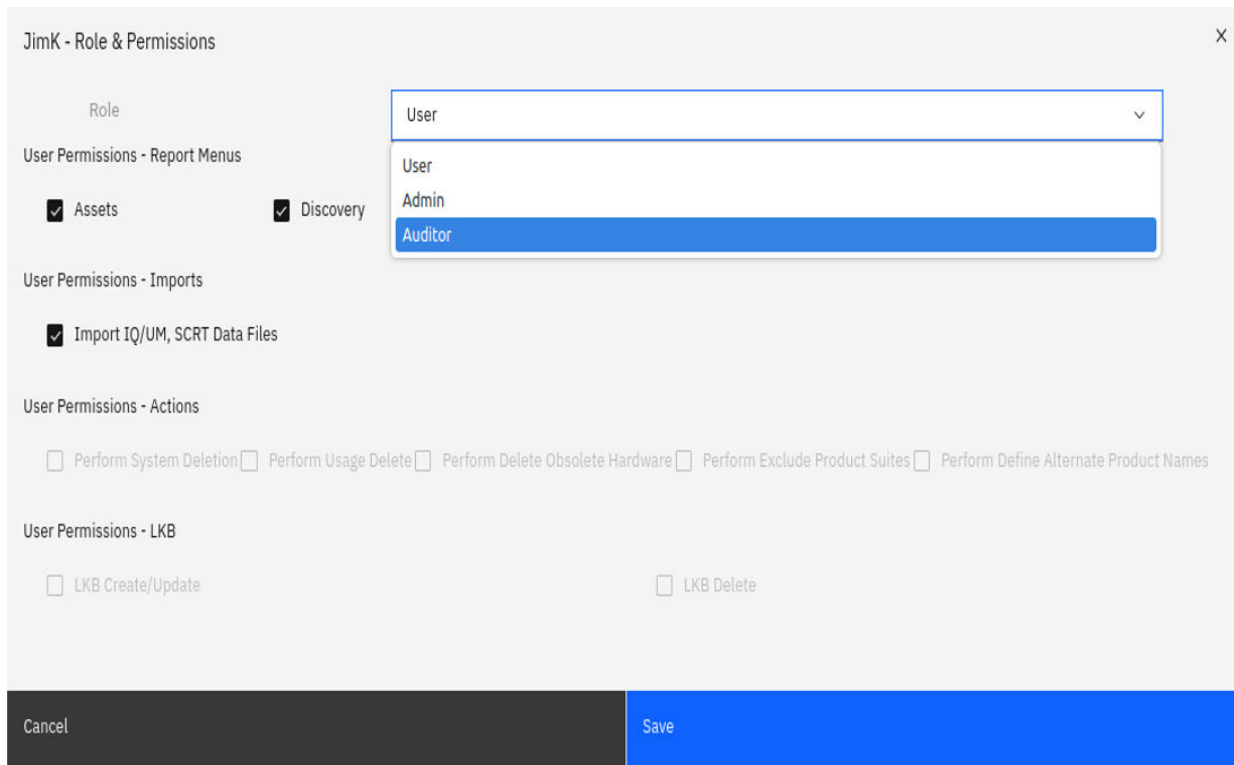 JimK - Role & Permissions
X
Role
User
User Permissions - Report Menus
User
Admin
Auditor
Assets
Discovery
User Permissions - Imports
Import IQ/UM, SCRT Data Files
User Permissions - Actions
Perform System Deletion Perform Usage Delete Perform Delete Obsolete Hardware Perform Exclude Product Suites Perform Define Alternate Product Names
User Permissions - LKB
LKB Create/Update LKB Delete
Cancel Save